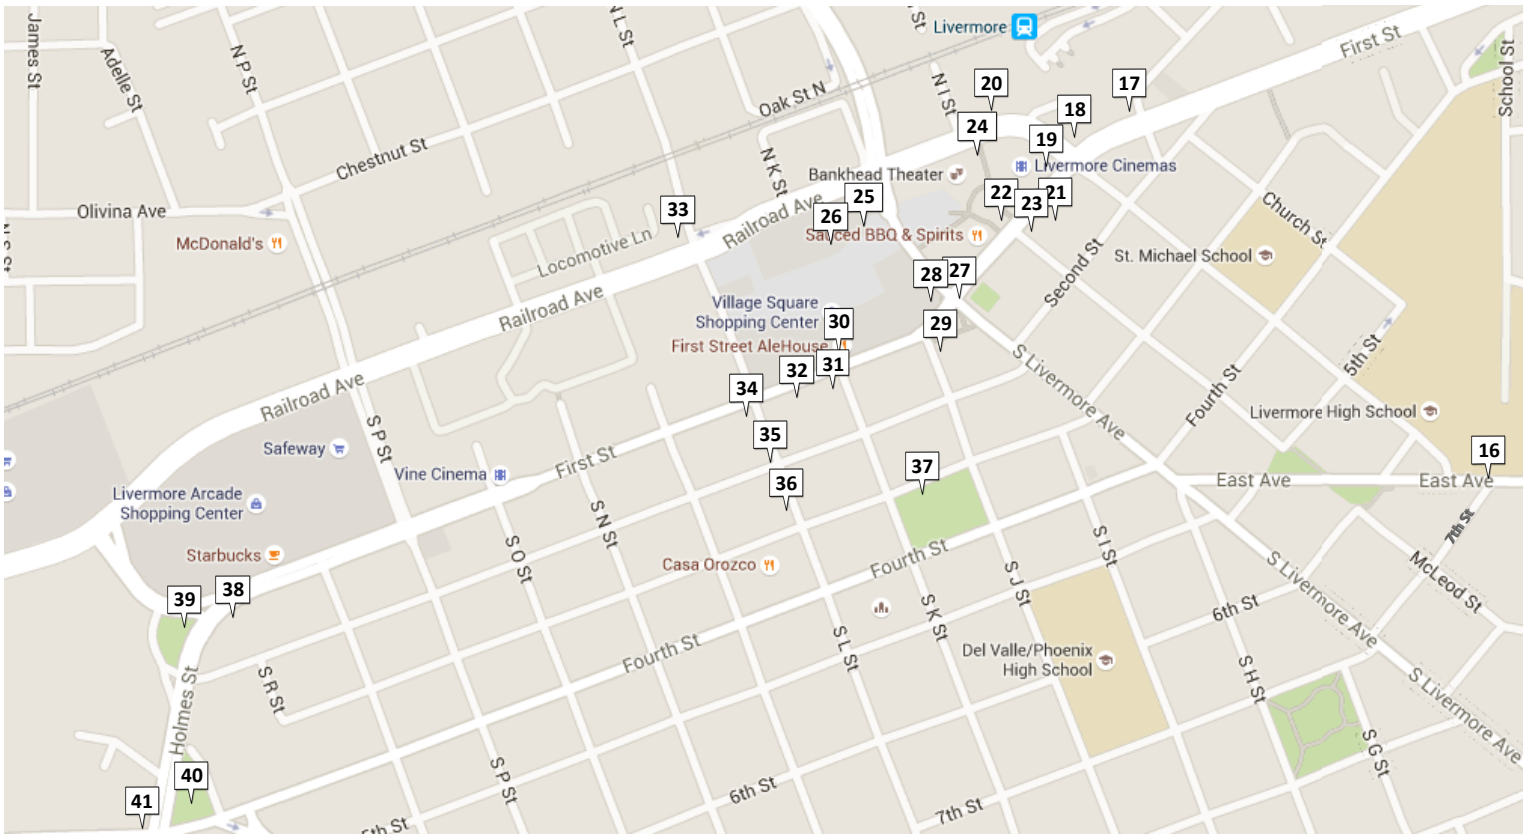 James St
Adelle St
N P St
N L St
St
Livermore
First St
School St
17
20
18
N I St
Oak St N
24
19
Chestnut St
Livermore Cinemas
Bankhead Theater
N K St
25
22
21
23
Olivina Ave
33
26
Railroad Ave
Church St
N S St
McDonald's
Locomotive Ln
Sauced BBQ & Spirits
St. Michael School
Second St
28
27
Railroad Ave
Village Square
Shopping Center
30
29
First Street AleHouse
5th St
31
32
S Livermore Ave
34
Railroad Ave
Fourth St
Livermore High School
S P St
Safeway
35
16
First St
37
Vine Cinema
East Ave
East Ave
36
Livermore Arcade
Shopping Center
S N St
7th St
Starbucks
S O St
Casa Orozco
Fourth St
S J St
S I St
S Livermore Ave
McLeod St
39
38
S K St
6th St
Fourth St
S L St
Del Valle/Phoenix
High School
S R St
S H St
S Livermore Ave
Holmes St
S G St
40
S P St
6th St
41
7th St
5th St